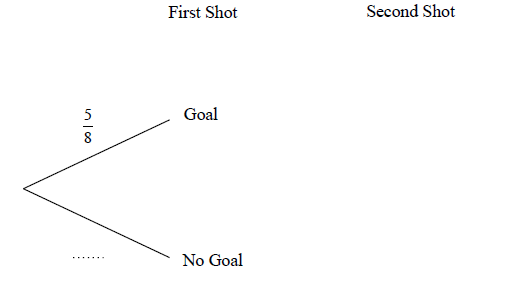 First Shot Second Shot
5
8
Goal
.......
No Goal